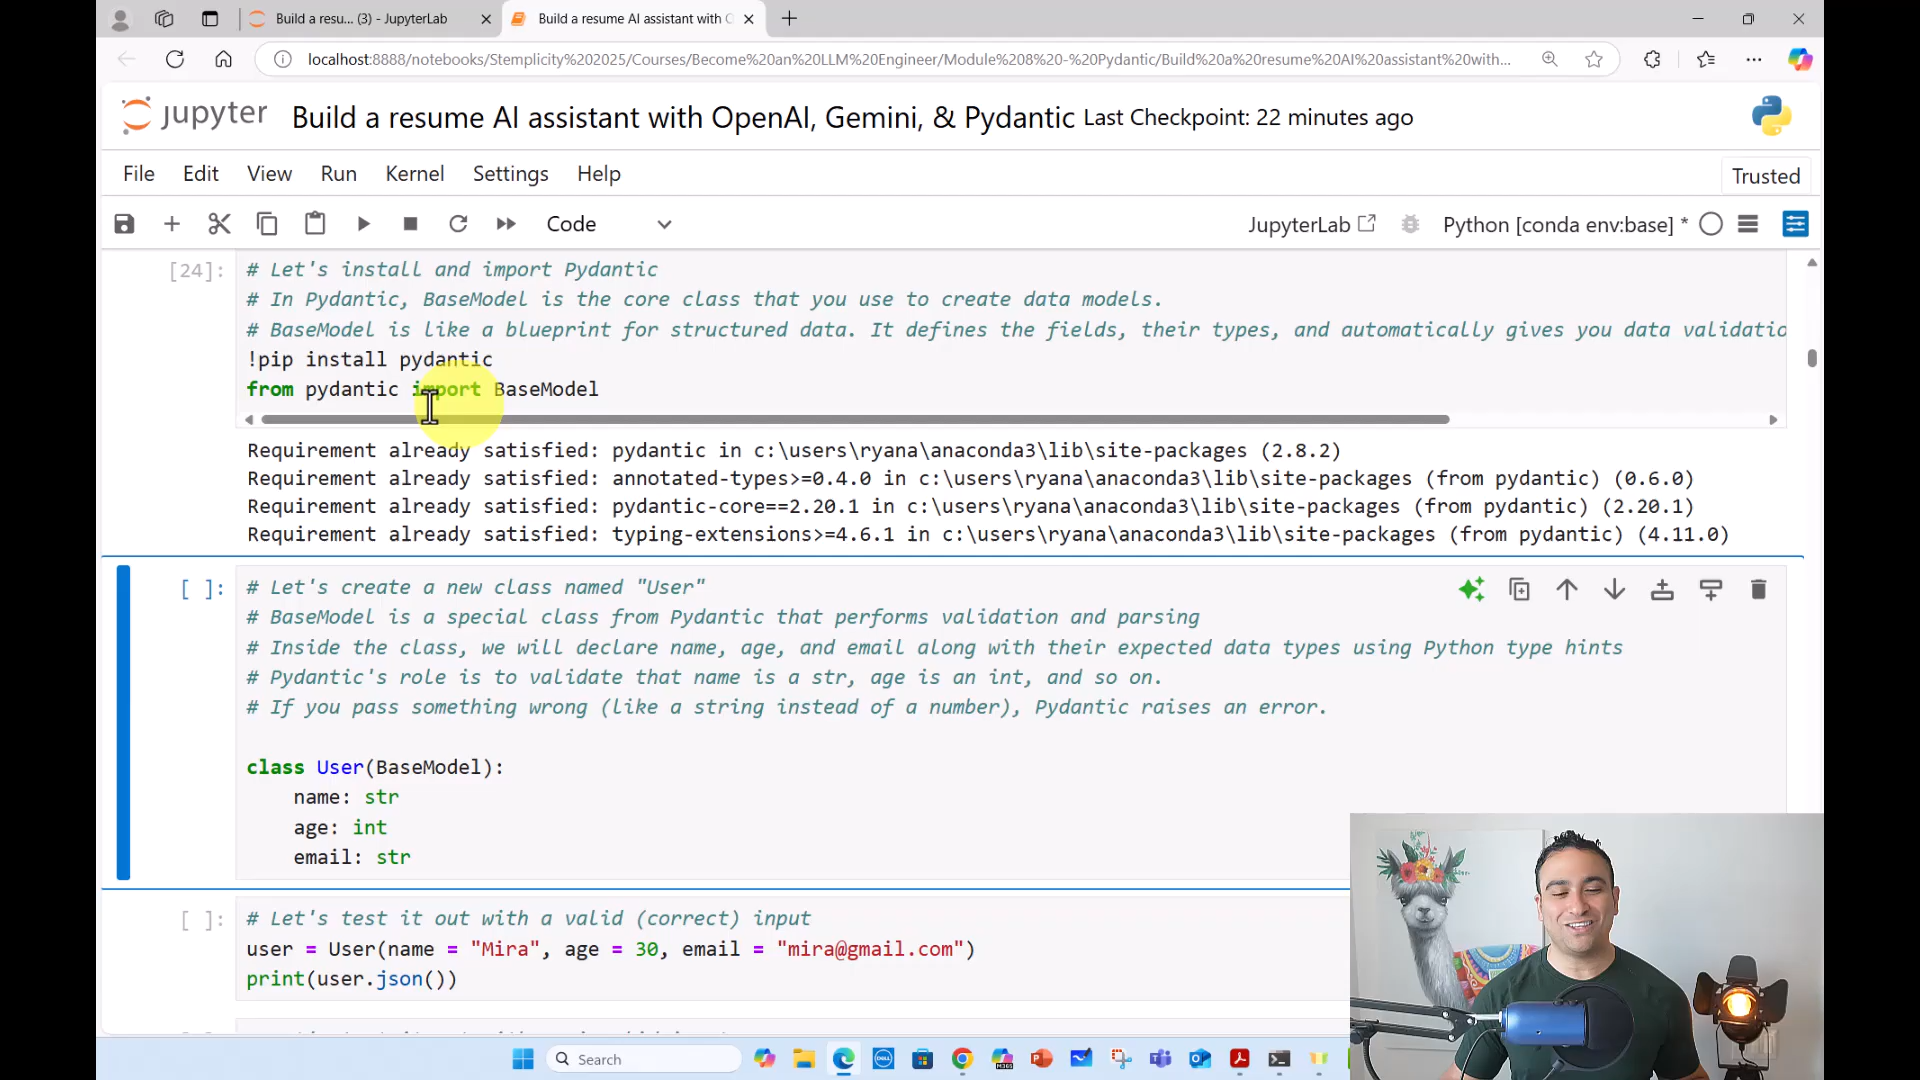 Build a resu... (3) - JupyterLab
Build a resume AI assistant with O
localhost:8888/notebooks/Stemplicity%202025/Courses/Become%20an%20LLM%20Engineer/Module%208%20-%20Pydantic/Build%20a%20resume%20AI%20assistant%20with...
jupyter
Build a resume AI assistant with OpenAI, Gemini, & Pydantic Last Checkpoint: 22 minutes ago
File Edit View Run Kernel Settings Help
Trusted
Code
JupyterLab
Python [conda env:base] *
[24]:
# Let's install and import Pydantic
# In Pydantic, BaseModel is the core class that you use to create data models.
# BaseModel is like a blueprint for structured data. It defines the fields, their types, and automatically gives you data validatio
!pip install pydantic
from pydantic import BaseModel
Requirement already satisfied: pydantic in c:\users\ryana\anaconda3\lib\site-packages (2.8.2)
Requirement already satisfied: annotated-types>=0.4.0 in c:\users\ryana\anaconda3\lib\site-packages (from pydantic) (0.6.0)
Requirement already satisfied: pydantic-core==2.20.1 in c:\users\ryana\anaconda3\lib\site-packages (from pydantic) (2.20.1)
Requirement already satisfied: typing-extensions>=4.6.1 in c:\users\ryana\anaconda3\lib\site-packages (from pydantic) (4.11.0)
[ ]:
# Let's create a new class named "User"
# BaseModel is a special class from Pydantic that performs validation and parsing
# Inside the class, we will declare name, age, and email along with their expected data types using Python type hints
# Pydantic's role is to validate that name is a str, age is an int, and so on.
# If you pass something wrong (like a string instead of a number), Pydantic raises an error.
class User(BaseModel):
name: str
age: int
email: str
[ ]:
# Let's test it out with a valid (correct) input
user = User(name = "Mira", age = 30, email = "mira@gmail.com")
print(user.json())
Search